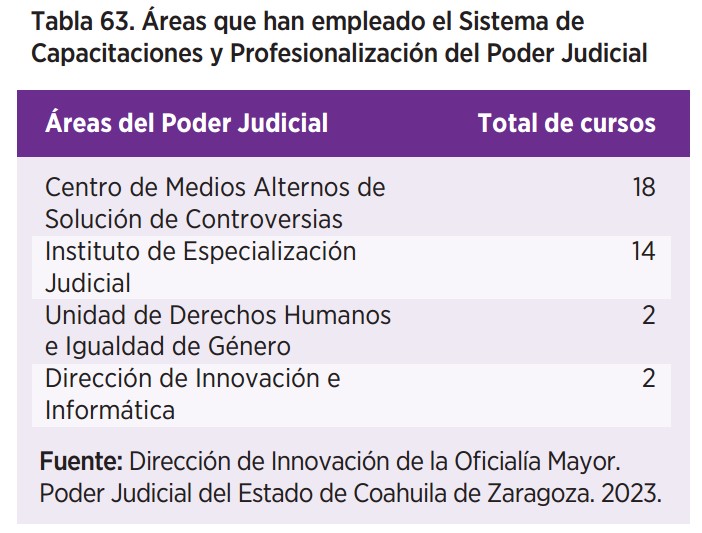 Tabla 63. Áreas que han empleado el Sistema de
Capacitaciones y Profesionalización del Poder Judicial
Áreas del Poder Judicial Total de cursos
Centro de Medios Alternos de 18
Solución de Controversias
Instituto de Especialización 14
Judicial
Unidad de Derechos Humanos 2
e Igualdad de Género
Dirección de Innovación e 2
Informática
Fuente: Dirección de Innovación de la Oficialía Mayor.
Poder Judicial del Estado de Coahuila de Zaragoza. 2023.